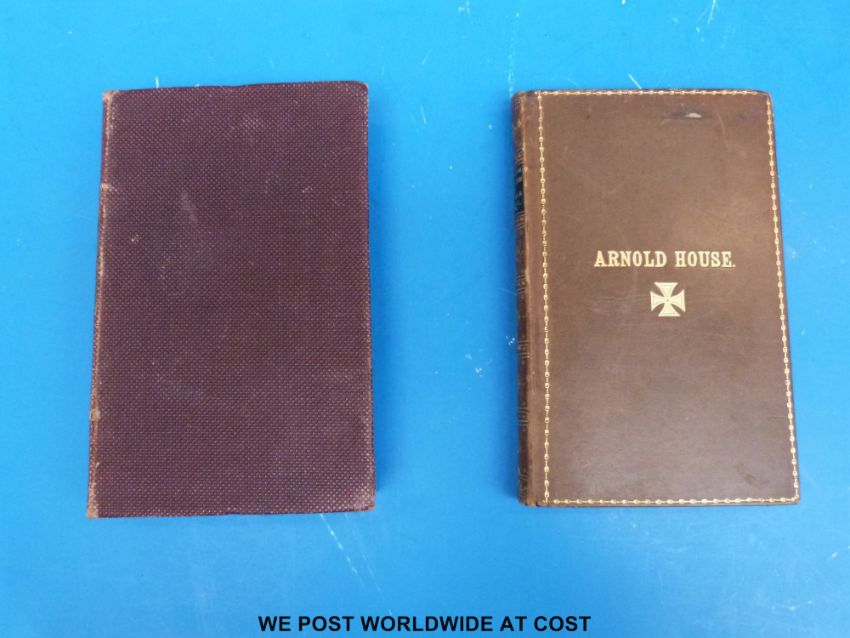 ARNOLD HOUSE.
WE POST WORLDWIDE AT COST